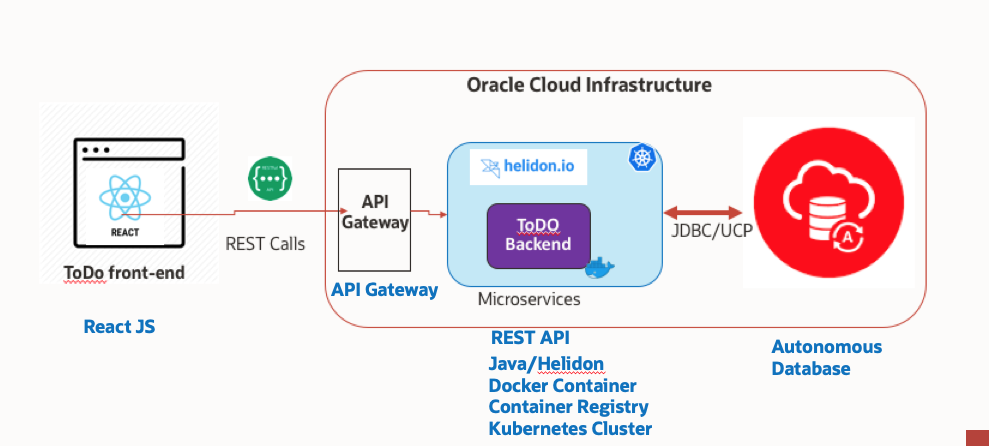 Oracle Cloud Infrastructure
REACT
ToDo front-end
React JS
REST Calls
API
Gateway
API Gateway
helidon.io
ToDO
Backend
Microservices
JDBC/UCP
A
REST API
Java/Helidon
Docker Container
Container Registry
Kubernetes Cluster
Autonomous
Database